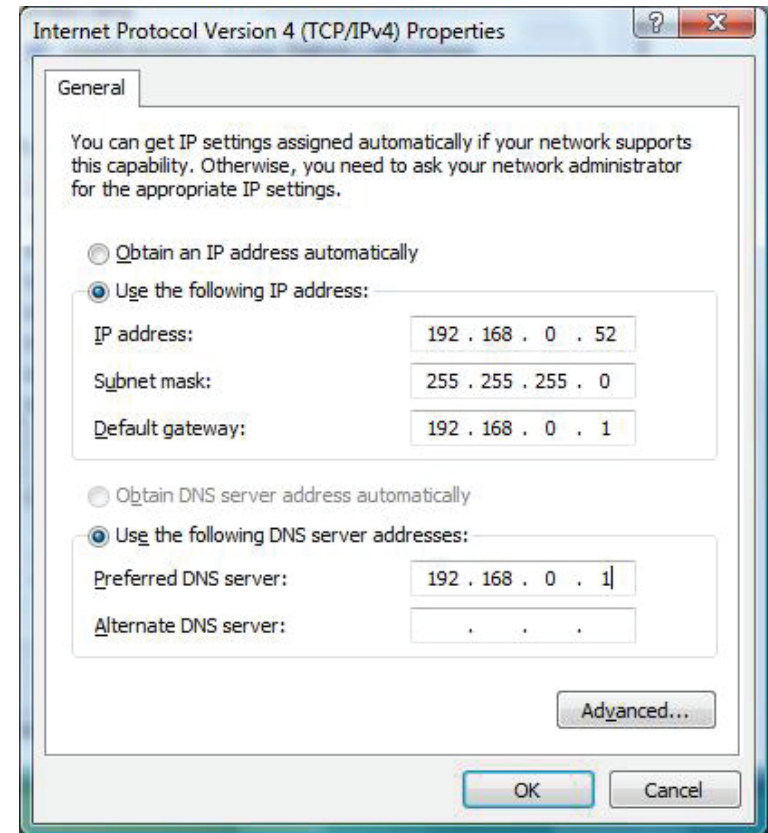 Internet Protocol Version 4 (TCP/IPv4) Properties
?
X
General
You can get IP settings assigned automatically if your network supports
this capability. Otherwise, you need to ask your network administrator
for the appropriate IP settings.
Obtain an IP address automatically
Use the following IP address:
IP address: 192 . 168 . 0 . 52
Subnet mask: 255 . 255 . 255 . 0
Default gateway: 192 . 168 . 0 . 1
Obtain DNS server address automatically
Use the following DNS server addresses:
Preferred DNS server: 192 . 168 . 0 . 1
Alternate DNS server: . . .
Advanced...
OK Cancel